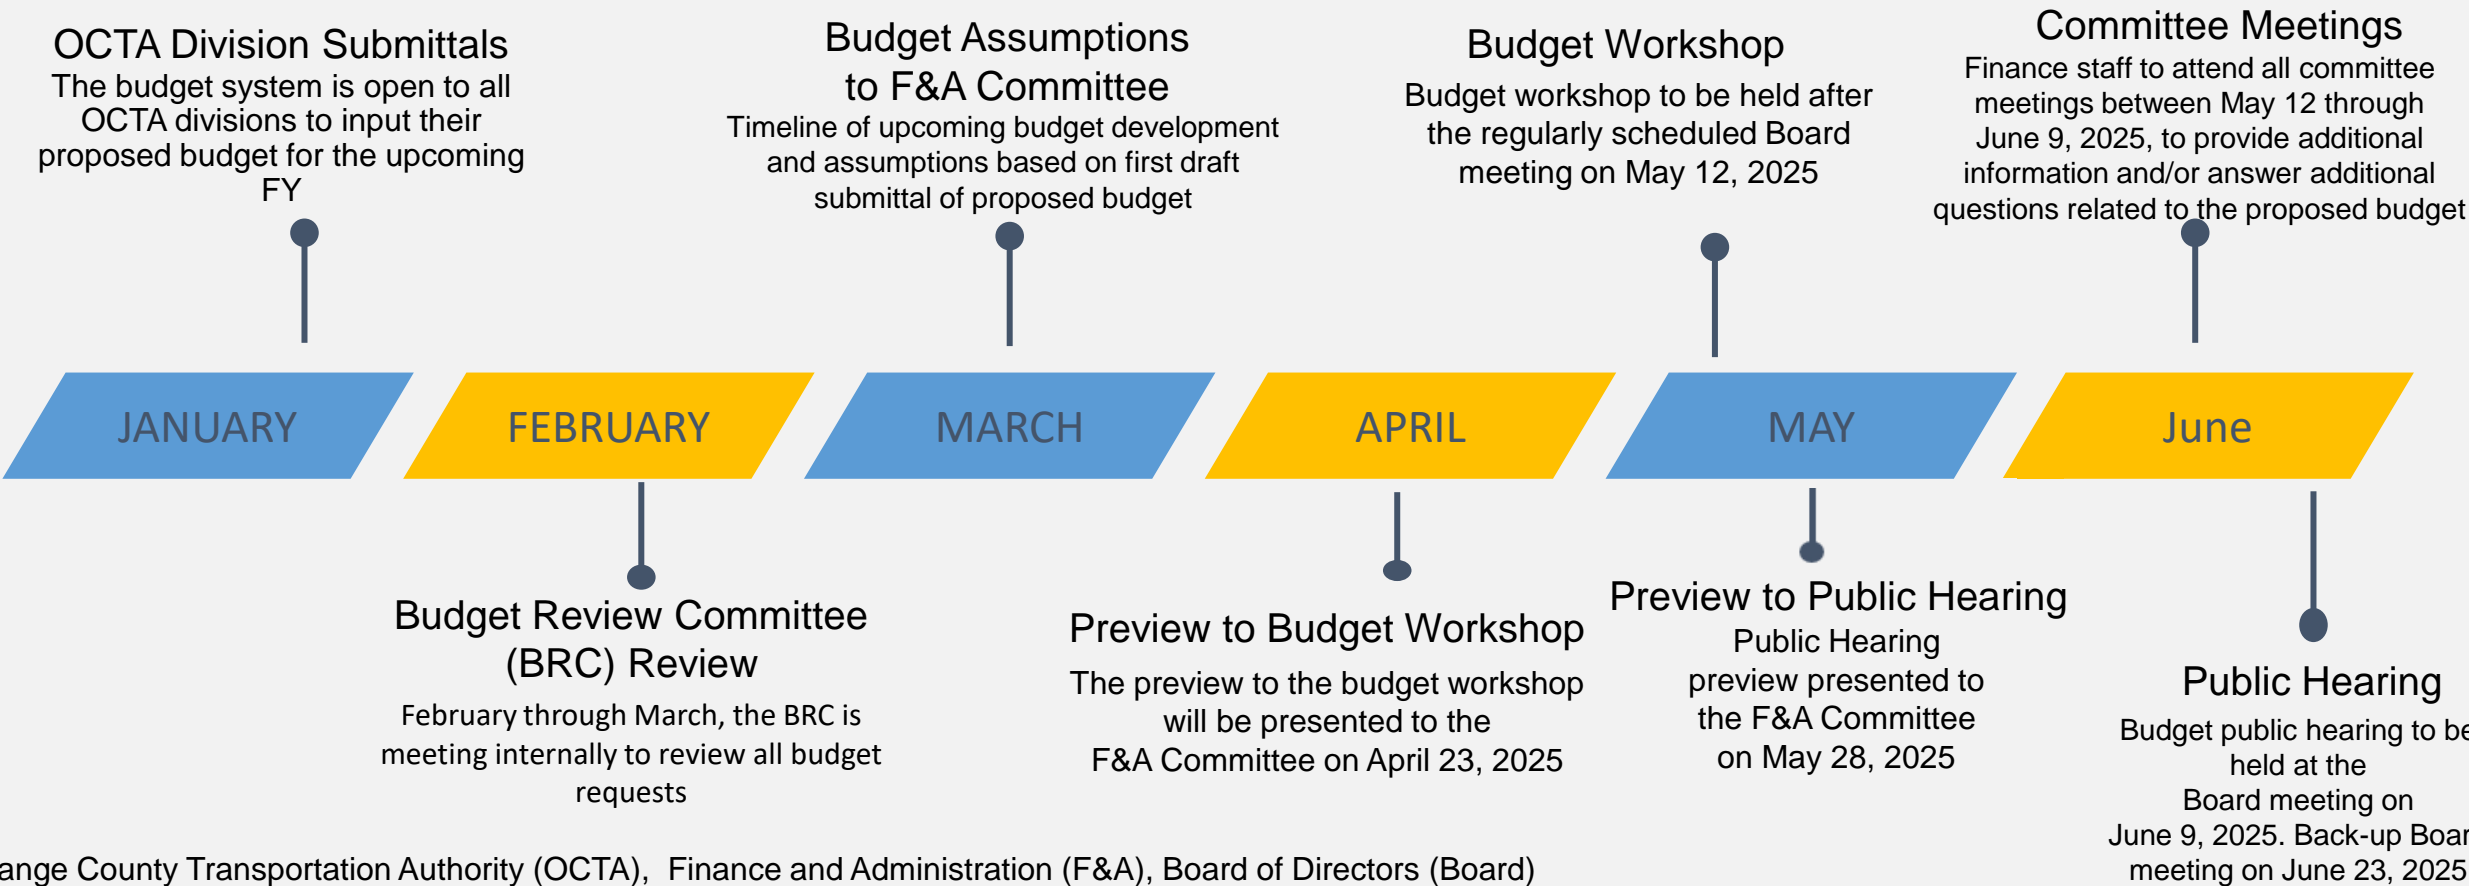 OCTA Division Submittals
The budget system is open to all
OCTA divisions to input their
proposed budget for the upcoming
FY
Budget Assumptions
to F&A Committee
Timeline of upcoming budget development
and assumptions based on first draft
submittal of proposed budget
Budget Workshop
Budget workshop to be held after
the regularly scheduled Board
meeting on May 12, 2025
Committee Meetings
Finance staff to attend all committee
meetings between May 12 through
June 9, 2025, to provide additional
information and/or answer additional
questions related to the proposed budget
JANUARY
FEBRUARY
MARCH
APRIL
MAY
June
Budget Review Committee
(BRC) Review
February through March, the BRC is
meeting internally to review all budget
requests
Preview to Budget Workshop
The preview to the budget workshop
will be presented to the
F&A Committee on April 23, 2025
Preview to Public Hearing
Public Hearing
preview presented to
the F&A Committee
on May 28, 2025
Public Hearing
Budget public hearing to be
held at the
Board meeting on
June 9, 2025. Back-up Boar
meeting on June 23, 2025
ange County Transportation Authority (OCTA), Finance and Administration (F&A), Board of Directors (Board)